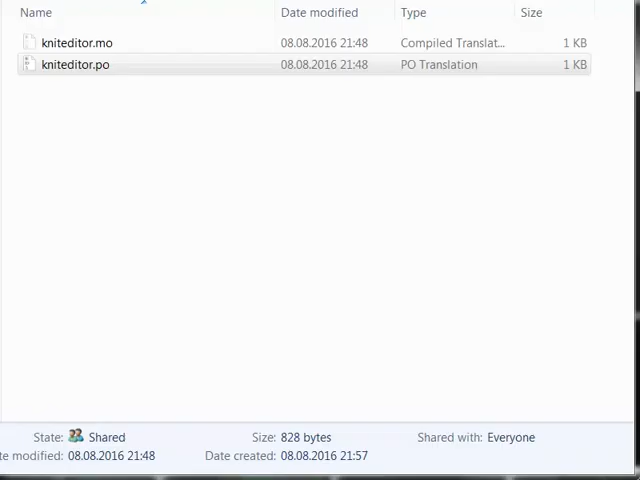 Name Date modified Type Size
kniteditor.mo 08.08.2016 21:48 Compiled Translat... 1 KB
kniteditor.po 08.08.2016 21:48 PO Translation 1 KB
State: Shared Size: 828 bytes Shared with: Everyone
te modified: 08.08.2016 21:48 Date created: 08.08.2016 21:57